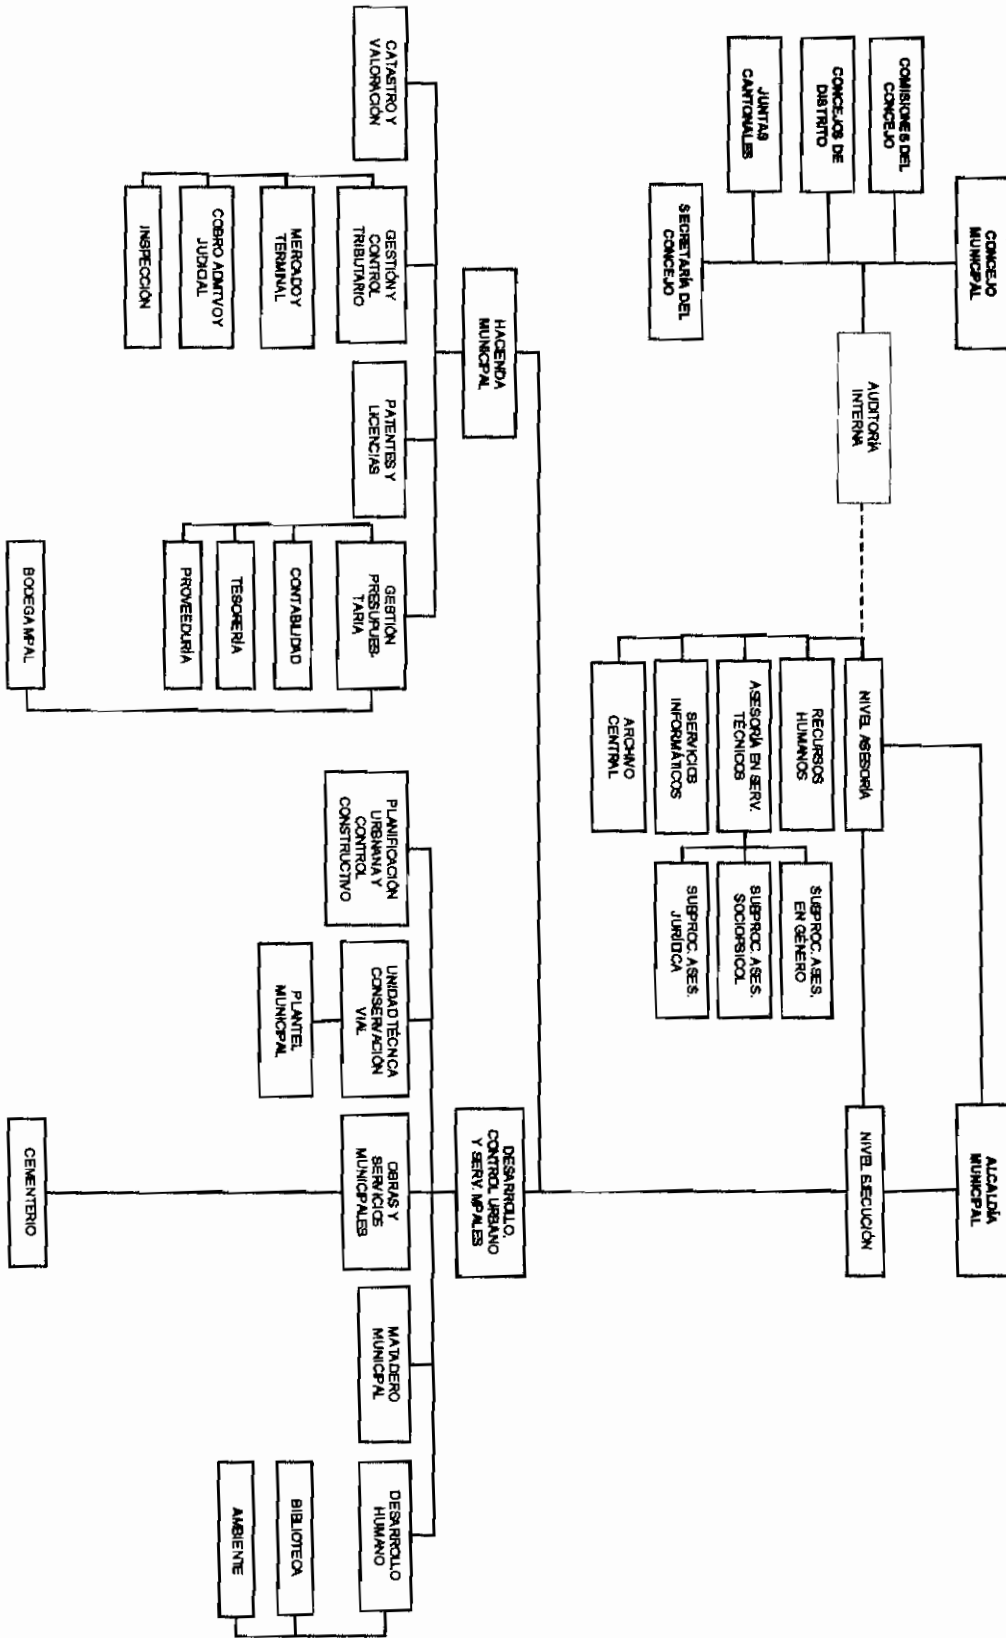 CONCEJO
MUNICIPAL
COMISIONES DEL
CONCEJO
CONCEJOS DE
DISTRITO
JUNTAS
CANTONALES
SECRETARÍA DEL
CONCEJO
AUDITORÍA
INTERNA
ALCALDÍA
MUNICIPAL
NIVEL ASESORÍA
NIVEL EJECUCIÓN
RECURSOS
HUMANOS
ASESORÍA EN SERV.
TÉCNICOS
SERVICIOS
INFORMÁTICOS
ARCHIVO
CENTRAL
SUBPROC. ASES.
EN GÉNERO
SUBPROC. ASES.
SOCIOPSICOL
SUBPROC. ASES.
JURÍDICA
HACIENDA
MUNICIPAL
DESARROLLO,
CONTROL URBANO
Y SERV. MPALES
CATASTRO Y
VALORACIÓN
GESTIÓN Y
CONTROL
TRIBUTARIO
MERCADO Y
TERMINAL
COBRO ADMTVO Y
JUDICIAL
INSPECCIÓN
PATENTES Y
LICENCIAS
GESTIÓN
PRESUPUES-
TARIA
CONTABILIDAD
TESORERÍA
PROVEEDURÍA
BODEGA MPAL
PLANIFICACIÓN
URBNANA Y
CONTROL
CONSTRUCTIVO
UNIDAD TÉCNICA
CONSERVACIÓN
VIAL
PLANTEL
MUNICIPAL
OBRAS Y
SERVICIOS
MUNICIPALES
CEMENTERIO
MATADERO
MUNICIPAL
DESARROLLO
HUMANO
BIBLIOTECA
AMBIENTE